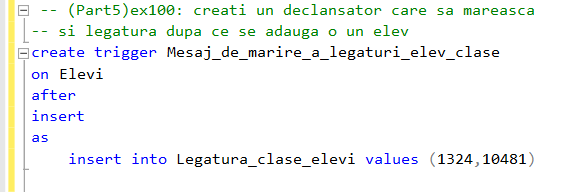 -- (Part5)ex100: creati un declansator care sa mareasca
-- si legatura dupa ce se adauga o un elev
create trigger Mesaj_de_marire_a_legaturi_elev_clase
on Elevi
after
insert
as
insert into Legatura_clase_elevi values (1324,10481)